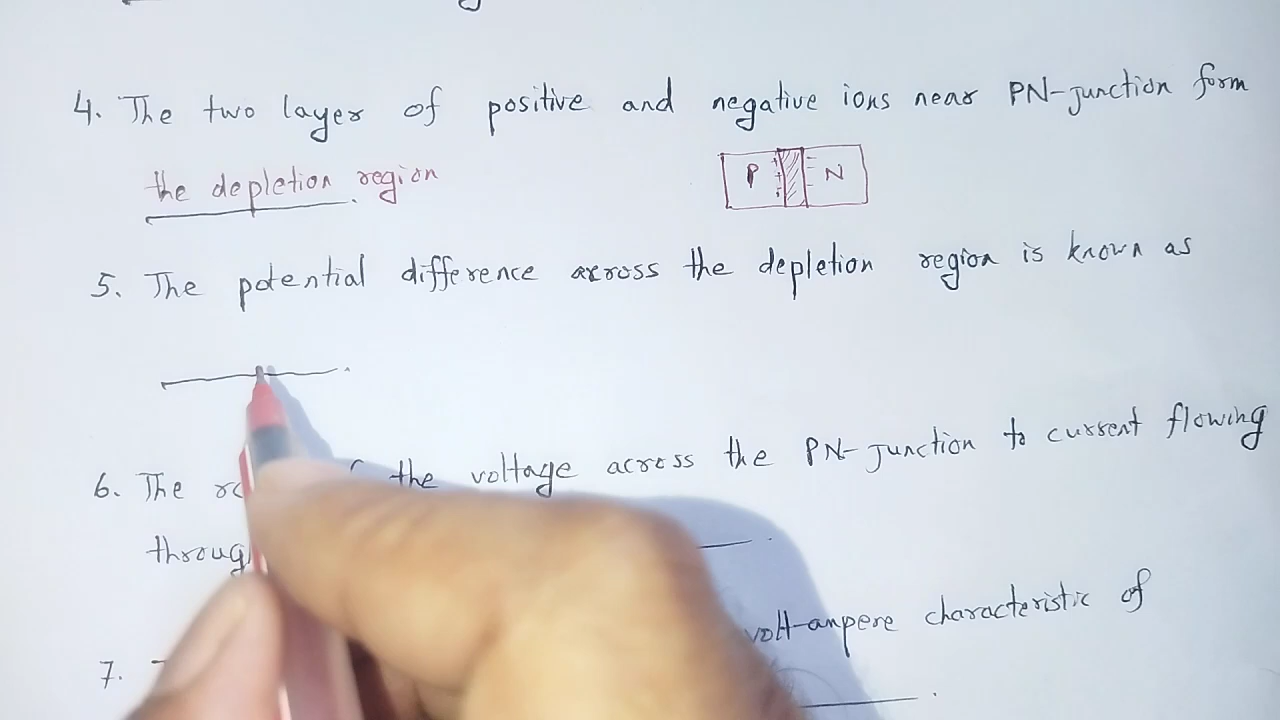 4. The two layer of positive and negative ions near PN-junction form
the depletion region.
P N
5. The potential difference across the depletion region is known as
6. The the voltage across the PN-junction to current flowing
7. volt-ampere characteristic of